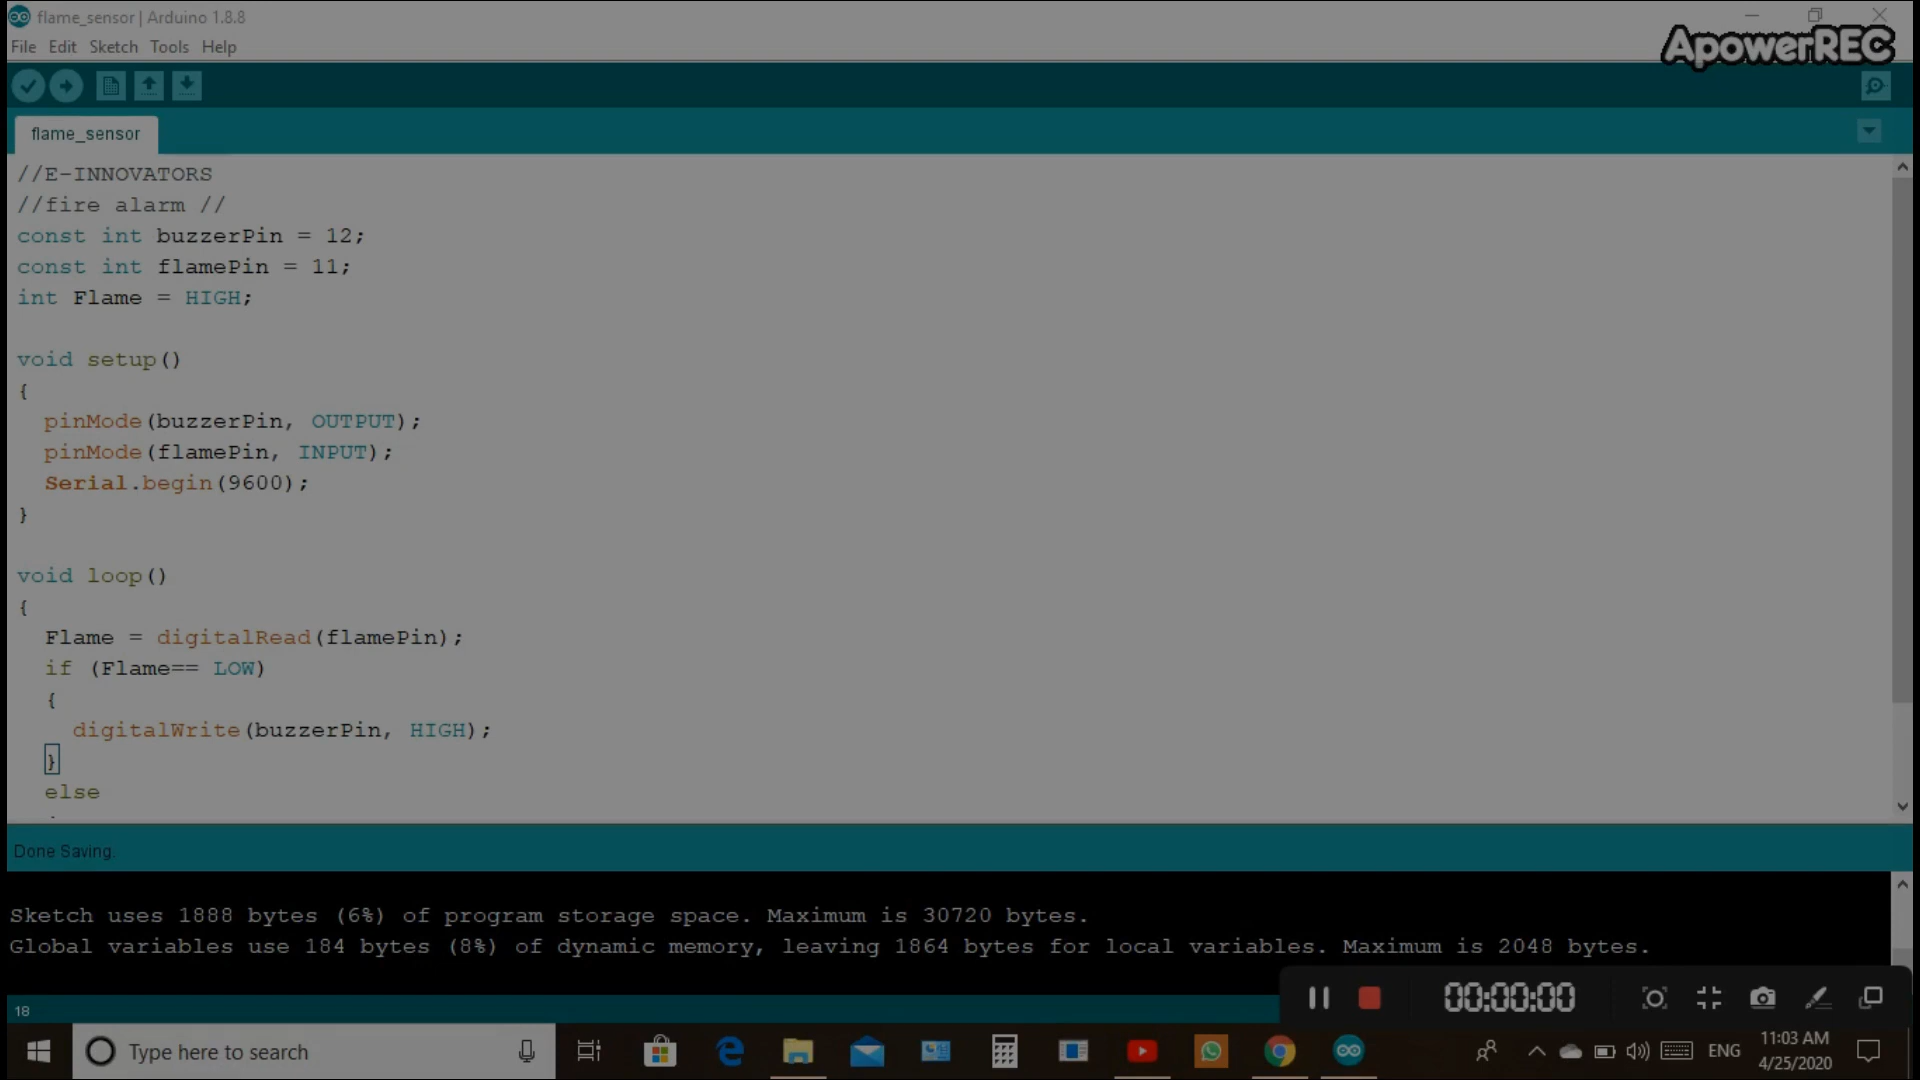 flame_sensor | Arduino 1.8.8
File Edit Sketch Tools Help
ApowerREC
flame_sensor
//E-INNOVATORS
//fire alarm //
const int buzzerPin = 12;
const int flamePin = 11;
int Flame = HIGH;
void setup()
{
pinMode(buzzerPin, OUTPUT);
pinMode(flamePin, INPUT);
Serial.begin(9600);
}
void loop()
{
Flame = digitalRead(flamePin);
if (Flame== LOW)
{
digitalWrite(buzzerPin, HIGH);
}
else
Done Saving.
Sketch uses 1888 bytes (6%) of program storage space. Maximum is 30720 bytes.
Global variables use 184 bytes (8%) of dynamic memory, leaving 1864 bytes for local variables. Maximum is 2048 bytes.
00:00:00
18
Type here to search
ENG
11:03 AM
4/25/2020